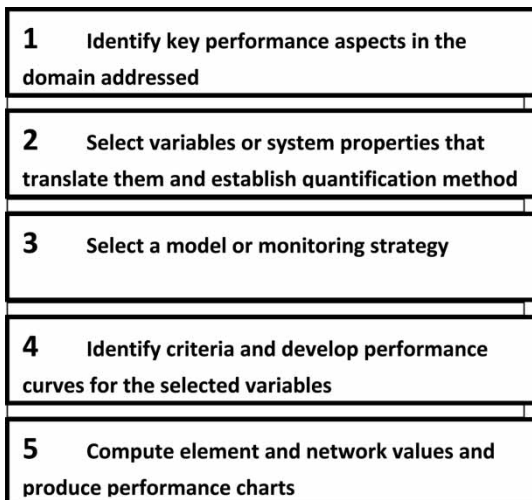 1 Identify key performance aspects in the
domain addressed
2 Select variables or system properties that
translate them and establish quantification method
3 Select a model or monitoring strategy
4 Identify criteria and develop performance
curves for the selected variables
5 Compute element and network values and
produce performance charts